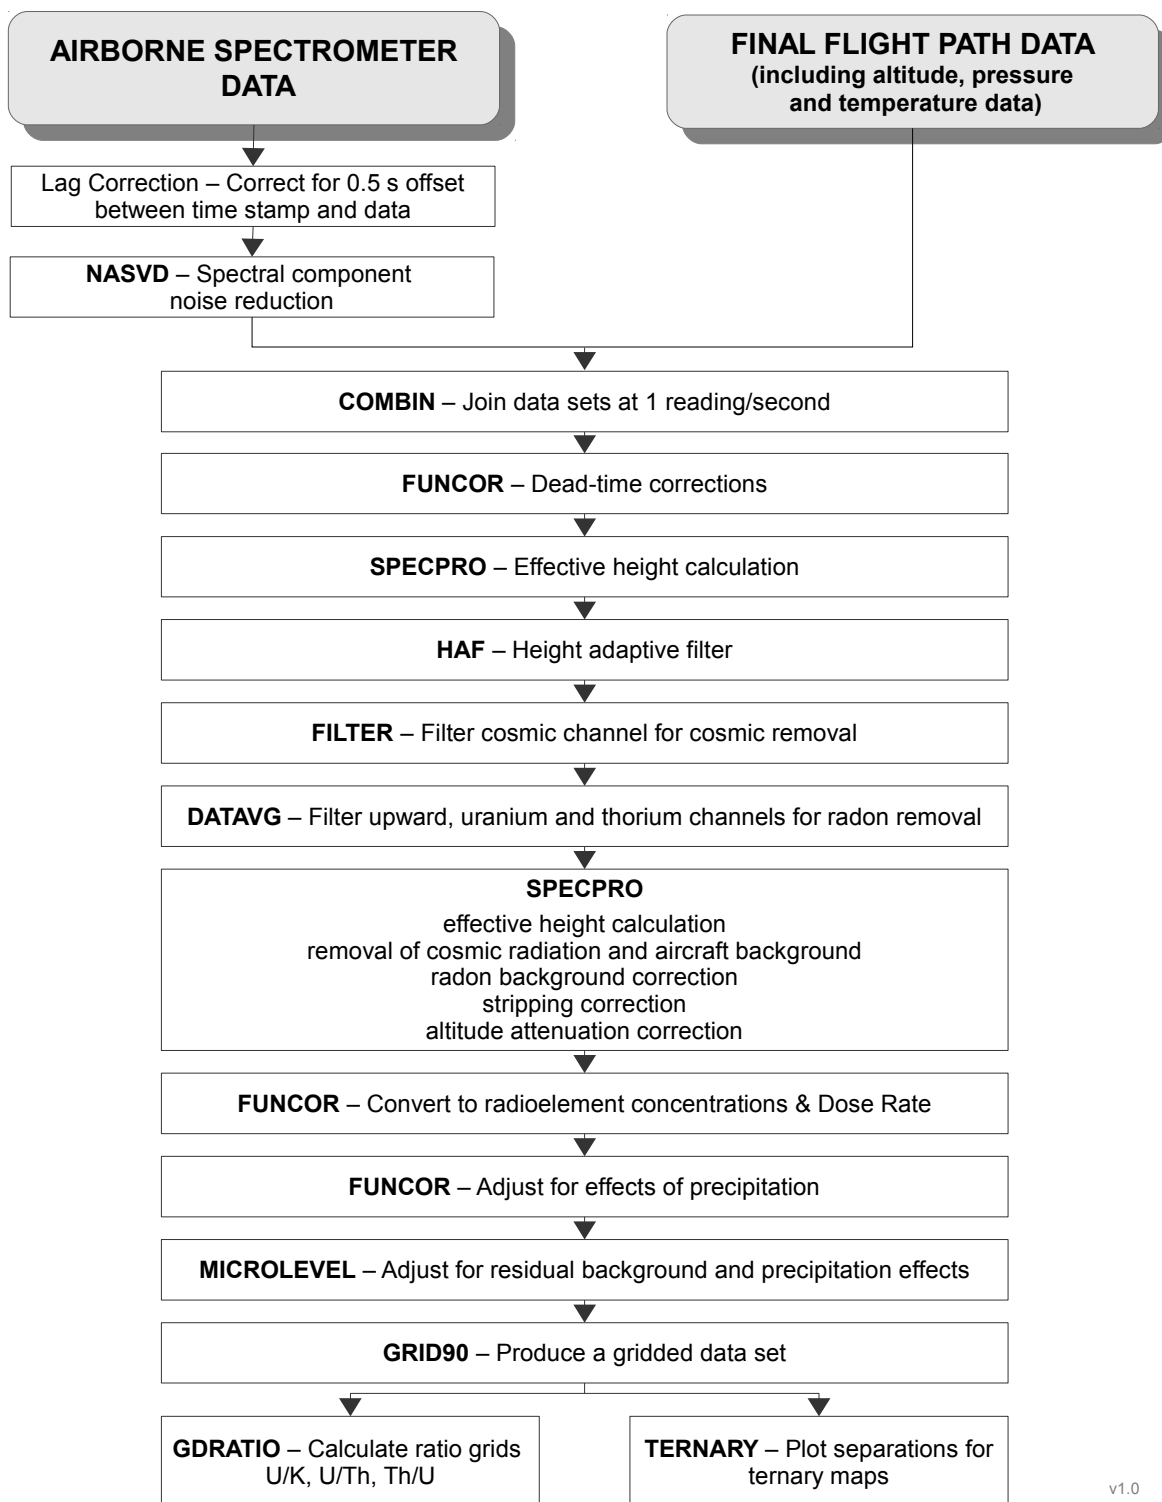 AIRBORNE SPECTROMETER
DATA
FINAL FLIGHT PATH DATA
(including altitude, pressure
and temperature data)
Lag Correction – Correct for 0.5 s offset
between time stamp and data
NASVD – Spectral component
noise reduction
COMBIN – Join data sets at 1 reading/second
FUNCOR – Dead-time corrections
SPECPRO – Effective height calculation
HAF – Height adaptive filter
FILTER – Filter cosmic channel for cosmic removal
DATAVG – Filter upward, uranium and thorium channels for radon removal
SPECPRO
effective height calculation
removal of cosmic radiation and aircraft background
radon background correction
stripping correction
altitude attenuation correction
FUNCOR – Convert to radioelement concentrations & Dose Rate
FUNCOR – Adjust for effects of precipitation
MICROLEVEL – Adjust for residual background and precipitation effects
GRID90 – Produce a gridded data set
GDRATIO – Calculate ratio grids
U/K, U/Th, Th/U
TERNARY – Plot separations for
ternary maps
v1.0